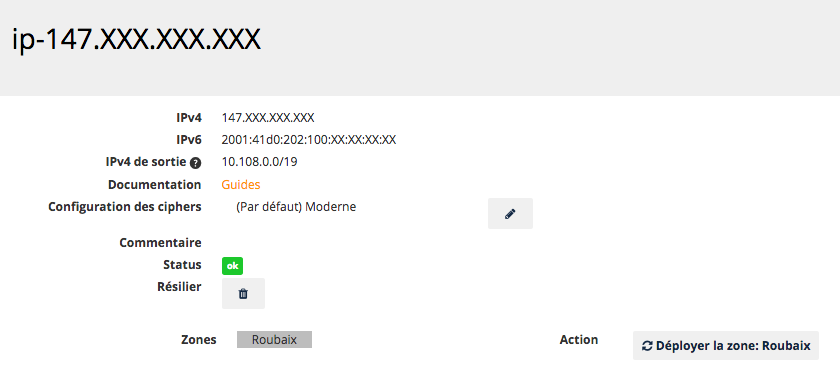 ip-147.XXX.XXX.XXX
IPv4 147.XXX.XXX.XXX
IPv6 2001:41d0:202:100:XX:XX:XX:XX
IPv4 de sortie ? 10.108.0.0/19
Documentation Guides
Configuration des ciphers (Par défaut) Moderne
Commentaire
Status ok
Résilier
Zones Roubaix Action Déployer la zone: Roubaix